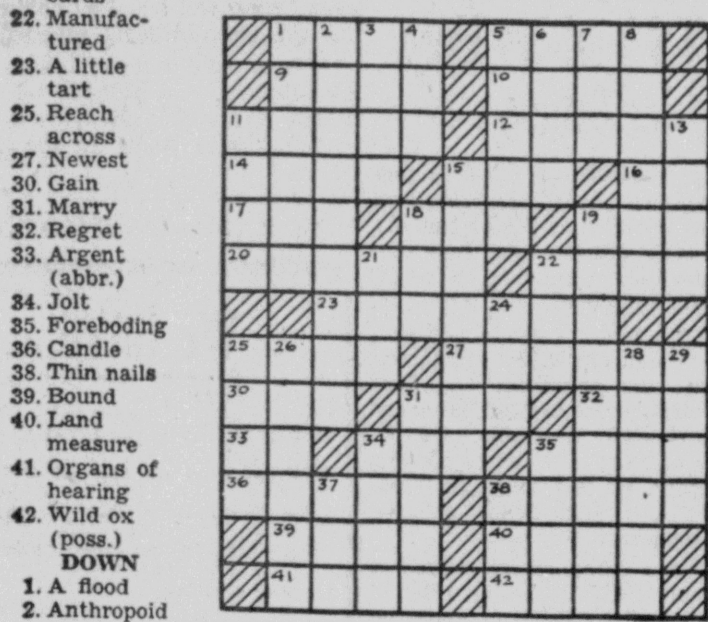 22. Manufac-
tured
23. A little
tart
25. Reach
across
27. Newest
30. Gain
31. Marry
32. Regret
33. Argent
(abbr.)
34. Jolt
35. Foreboding
36. Candle
38. Thin nails
39. Bound
40. Land
measure
41. Organs of
hearing
42. Wild ox
(poss.)
DOWN
1. A flood
2. Anthropoid
1 2 3 4 5 6 7 8
9 10
11 12 13
14 15 16
17 18 19
20 21 22
23 24
25 26 27 28 29
30 31 32
33 34 35
36 37 38
39 40
41 42